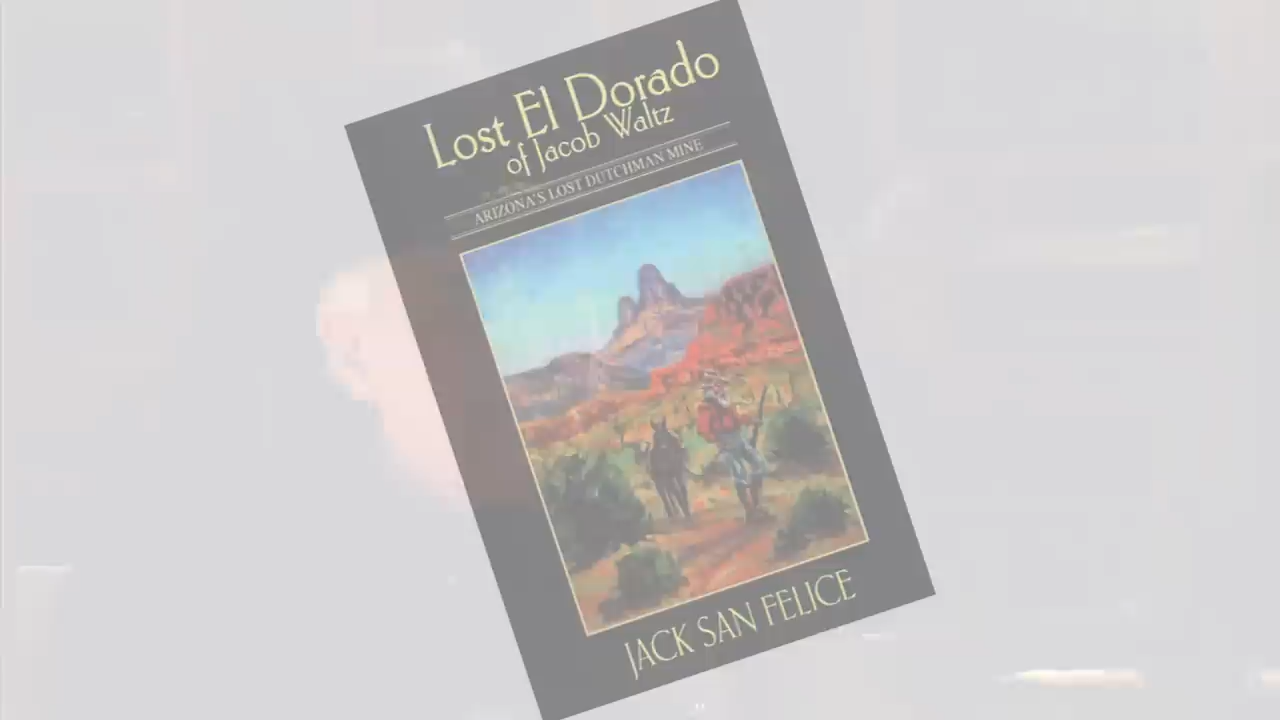 Lost El Dorado
of Jacob Waltz
ARIZONA'S LOST DUTCHMAN MINE
JACK SAN FELICE